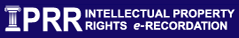 IPRR INTELLECTUAL PROPERTY
RIGHTS e-RECORDATION